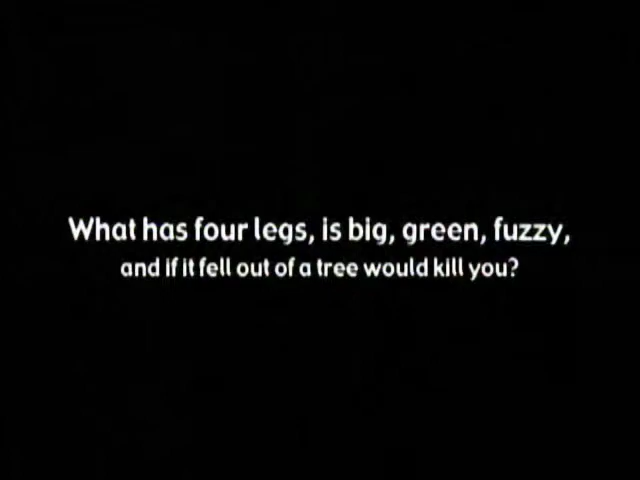 What has four legs, is big, green, fuzzy,
and if it fell out of a tree would kill you?